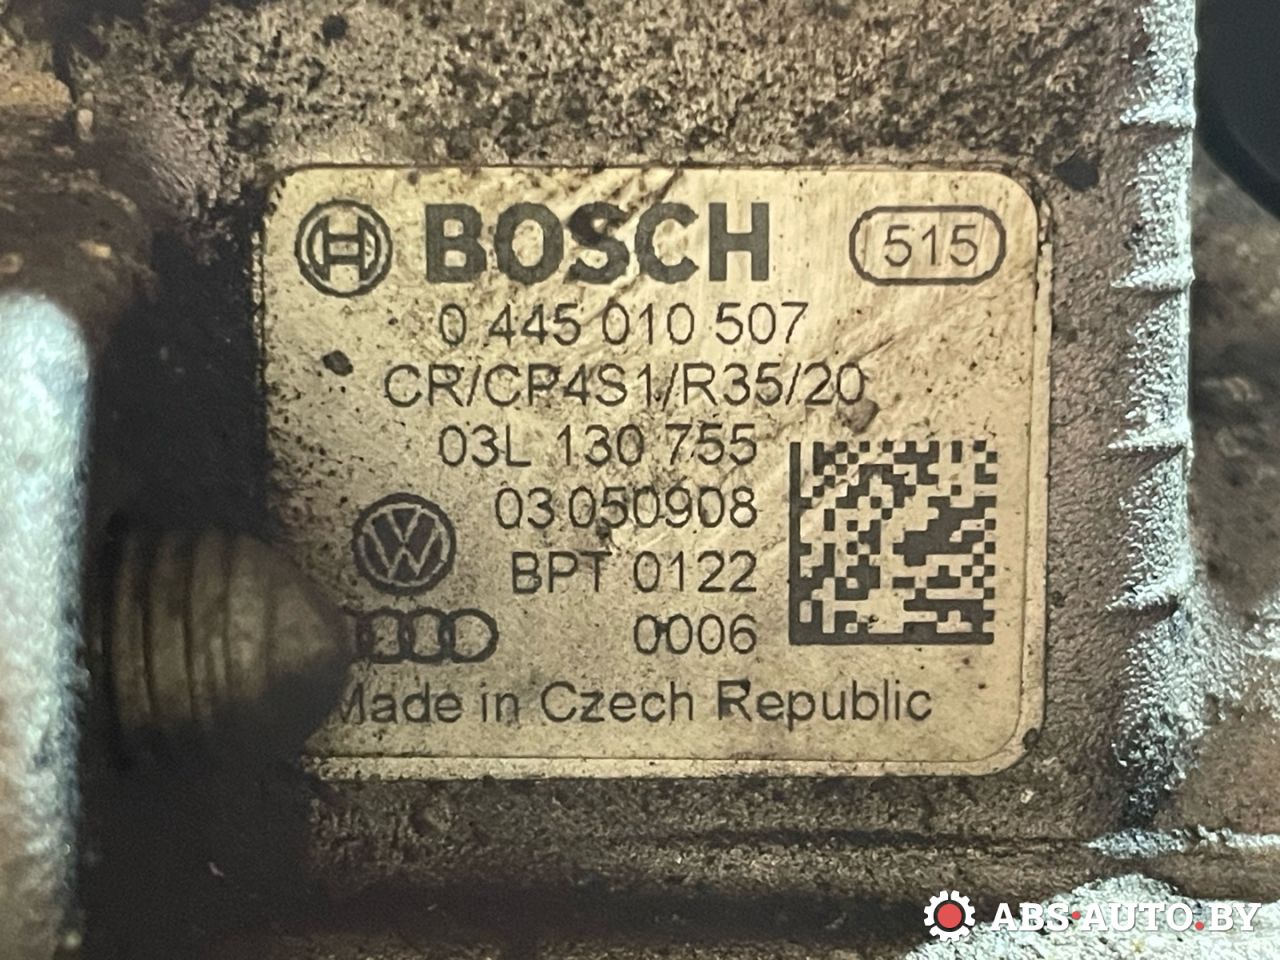 BOSCH 515
0 445 010 507
CR/CP4S1/R35/20
03L 130 755
03 050908
BPT 0122
0006
Made in Czech Republic
ABS-AUTO.BY